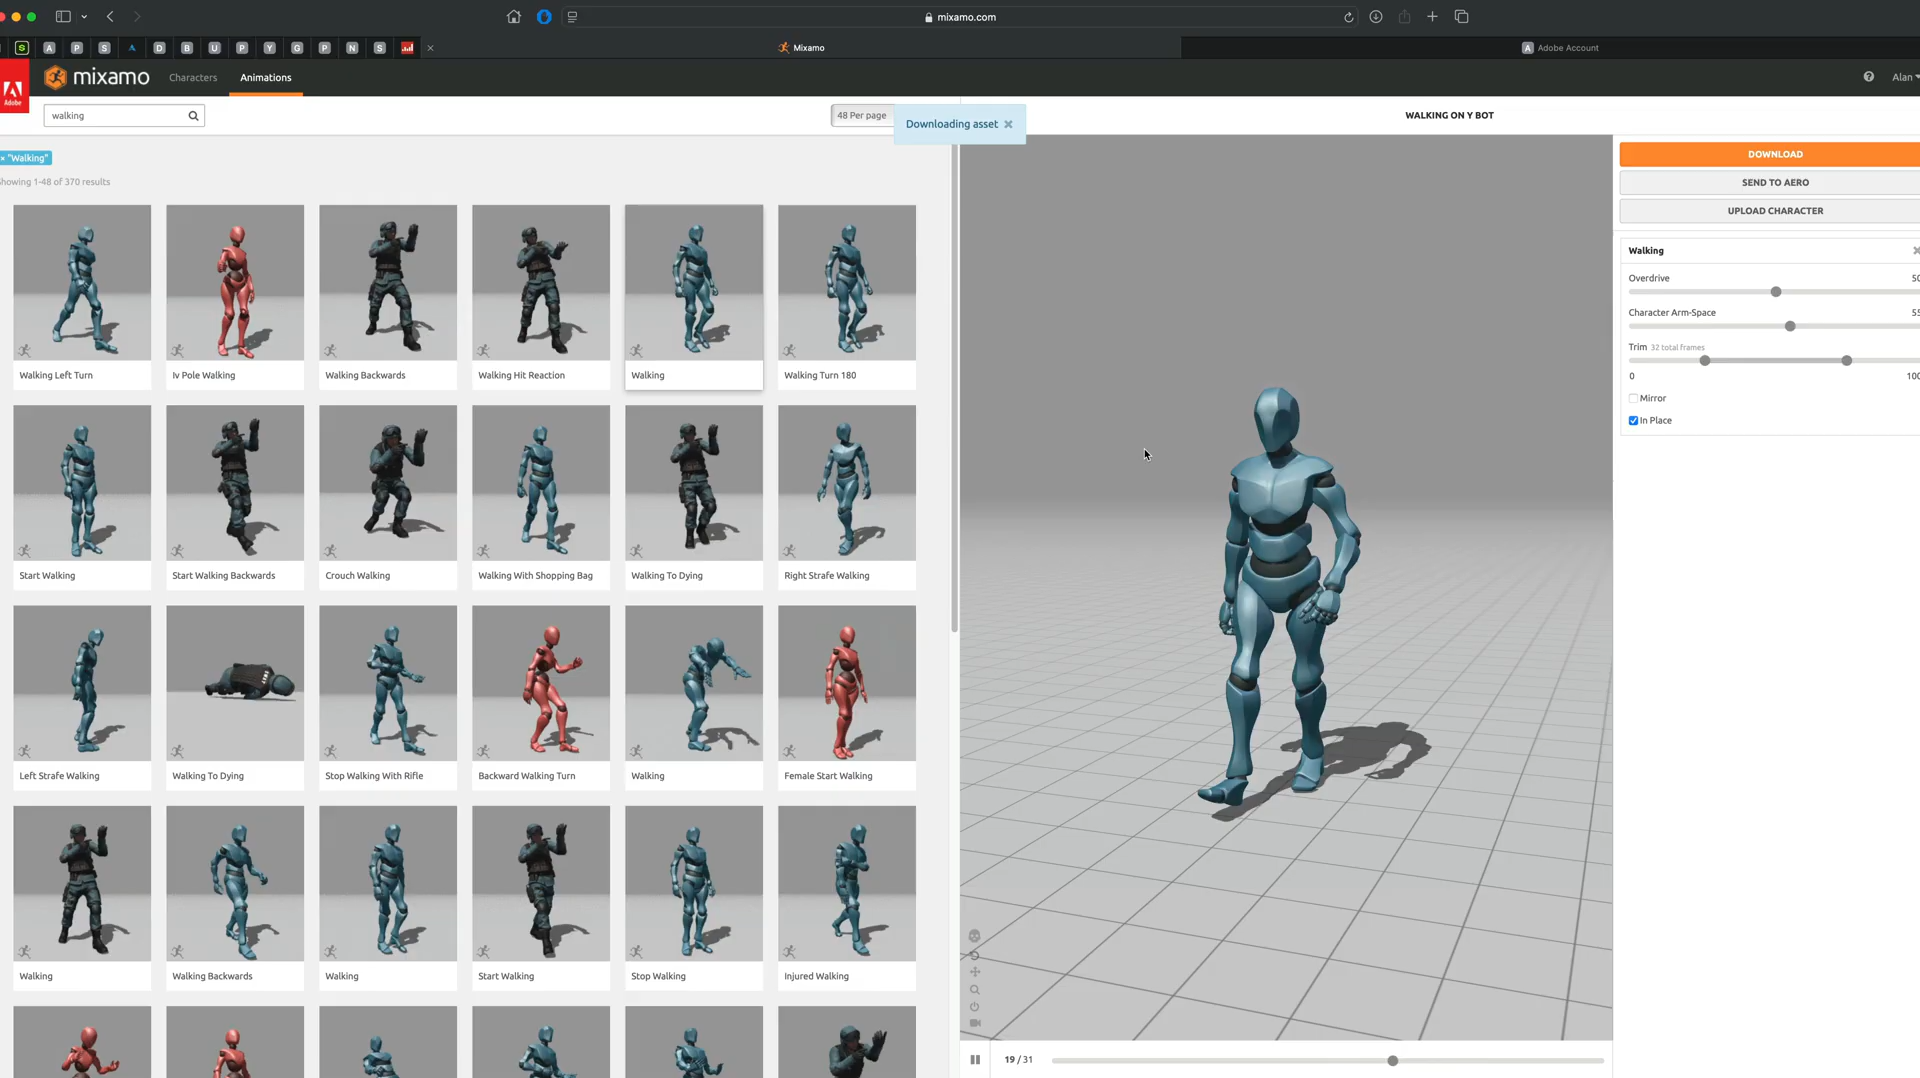 mixamo.com
S A P S A D B U P Y G P N S
Mixamo
A Adobe Account
Adobe
mixamo
Characters
Animations
Alan
walking
48 Per page
Downloading asset
WALKING ON Y BOT
"Walking"
howing 1-48 of 370 results
DOWNLOAD
SEND TO AERO
UPLOAD CHARACTER
Walking Left Turn
Iv Pole Walking
Walking Backwards
Walking Hit Reaction
Walking
Walking Turn 180
Walking
Overdrive 50
Character Arm-Space 55
Trim 32 total frames
0 100
Mirror
In Place
Start Walking
Start Walking Backwards
Crouch Walking
Walking With Shopping Bag
Walking To Dying
Right Strafe Walking
Left Strafe Walking
Walking To Dying
Stop Walking With Rifle
Backward Walking Turn
Walking
Female Start Walking
Walking
Walking Backwards
Walking
Start Walking
Stop Walking
Injured Walking
19 / 31